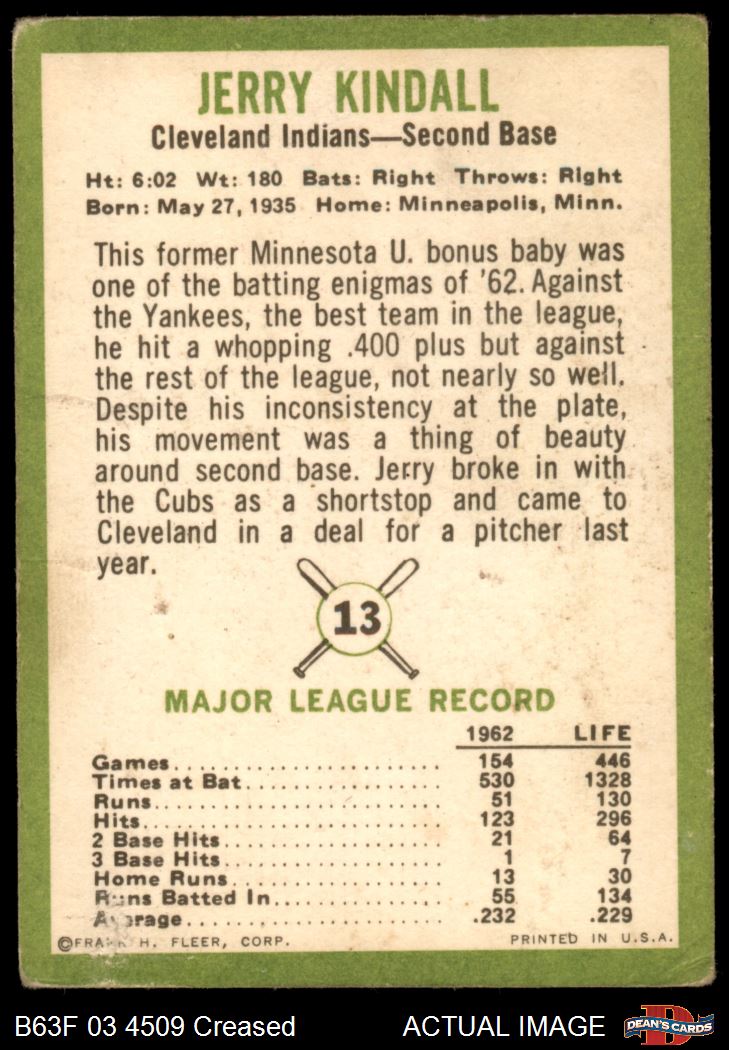 JERRY KINDALL
Cleveland Indians—Second Base
Ht: 6:02 Wt: 180 Bats: Right Throws: Right
Born: May 27, 1935 Home: Minneapolis, Minn.
This former Minnesota U. bonus baby was
one of the batting enigmas of '62. Against
the Yankees, the best team in the league,
he hit a whopping .400 plus but against
the rest of the league, not nearly so well.
Despite his inconsistency at the plate,
his movement was a thing of beauty
around second base. Jerry broke in with
the Cubs as a shortstop and came to
Cleveland in a deal for a pitcher last
year.
13
MAJOR LEAGUE RECORD
1962 LIFE
Games 154 446
Times at Bat 530 1328
Runs 51 130
Hits 123 296
2 Base Hits 21 64
3 Base Hits 1 7
Home Runs 13 30
Runs Batted In 55 134
Average .232 .229
©FRANK H. FLEER, CORP. PRINTED IN U.S.A.
B63F 03 4509 Creased ACTUAL IMAGE DEAN'S CARDS